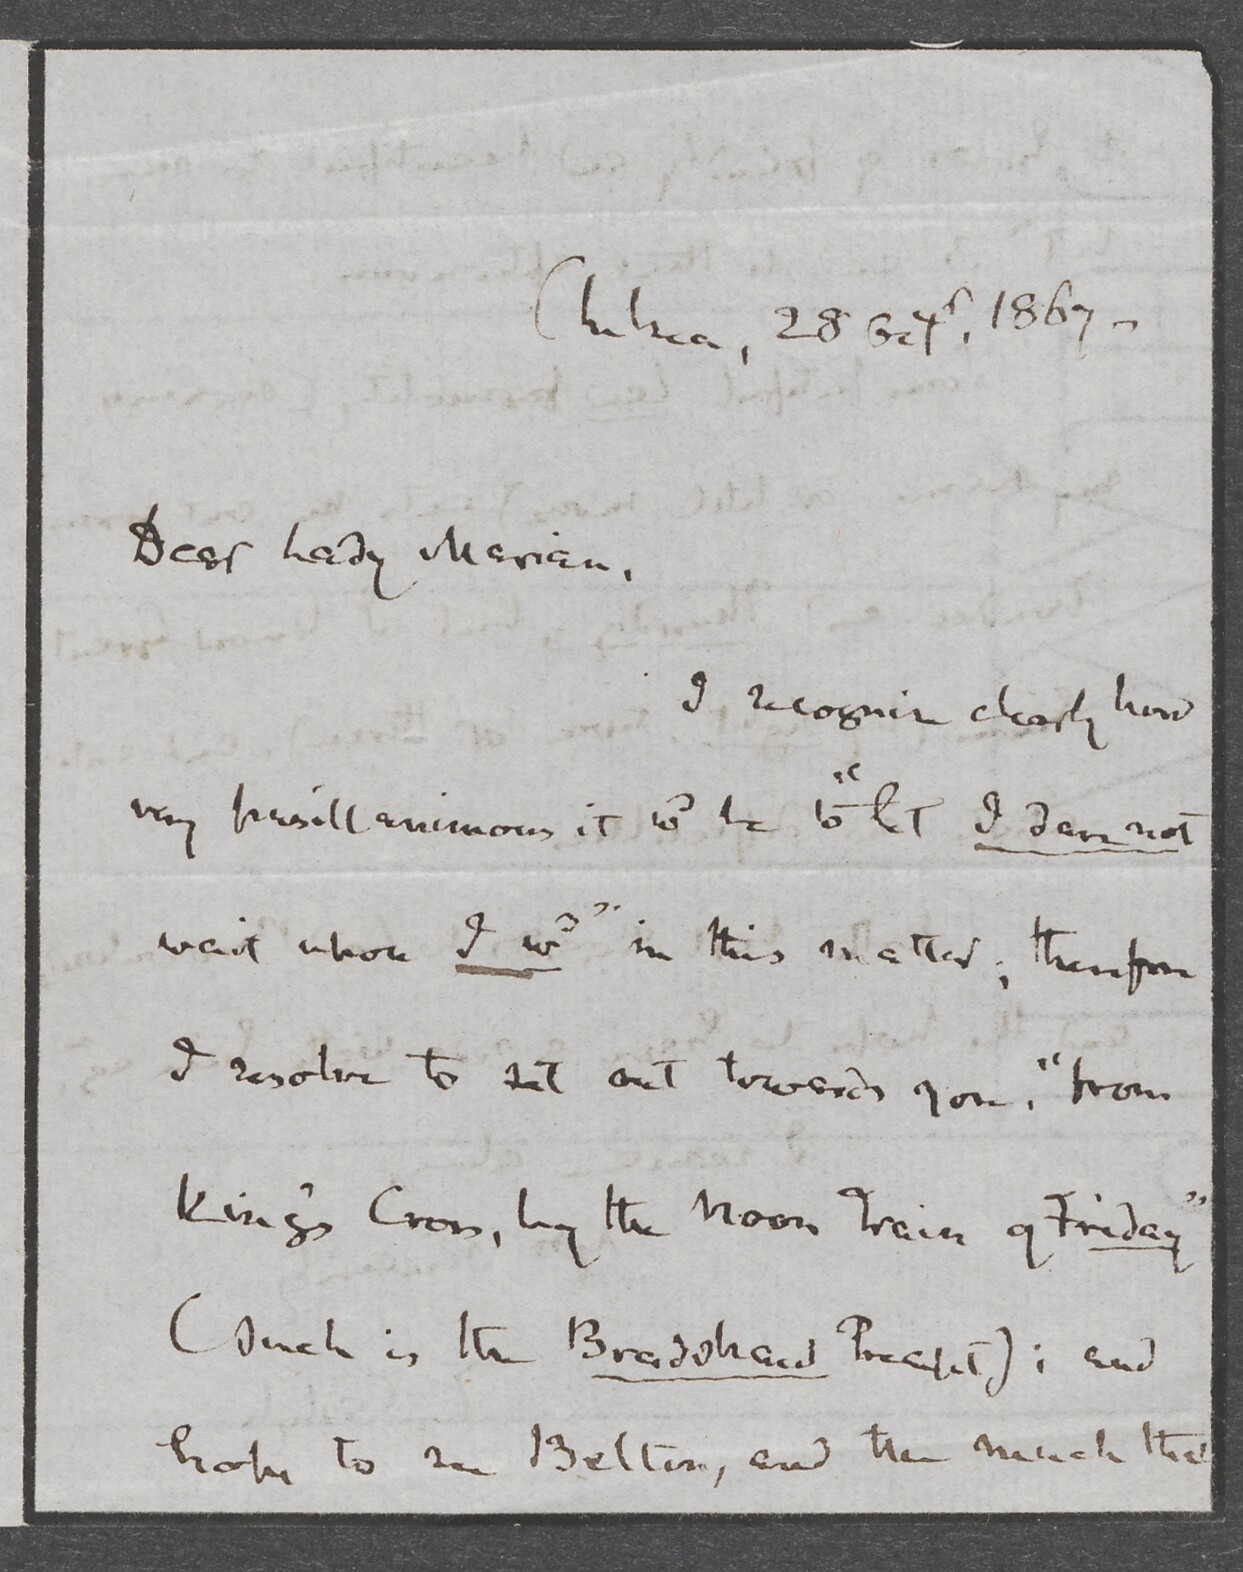 Chelsea, 28 Octr, 1867 –
Dear Lady Marian,
I recognise clearly how
very pusillanimous it wd be to "let I dare not
wait upon I wd" in this matter; therefore
I resolve to set out towards you, "from
King's Cross, by the Noon Train of Friday"
(Such is the Bradshaw Precept); and
hope to see Belton, and the much that